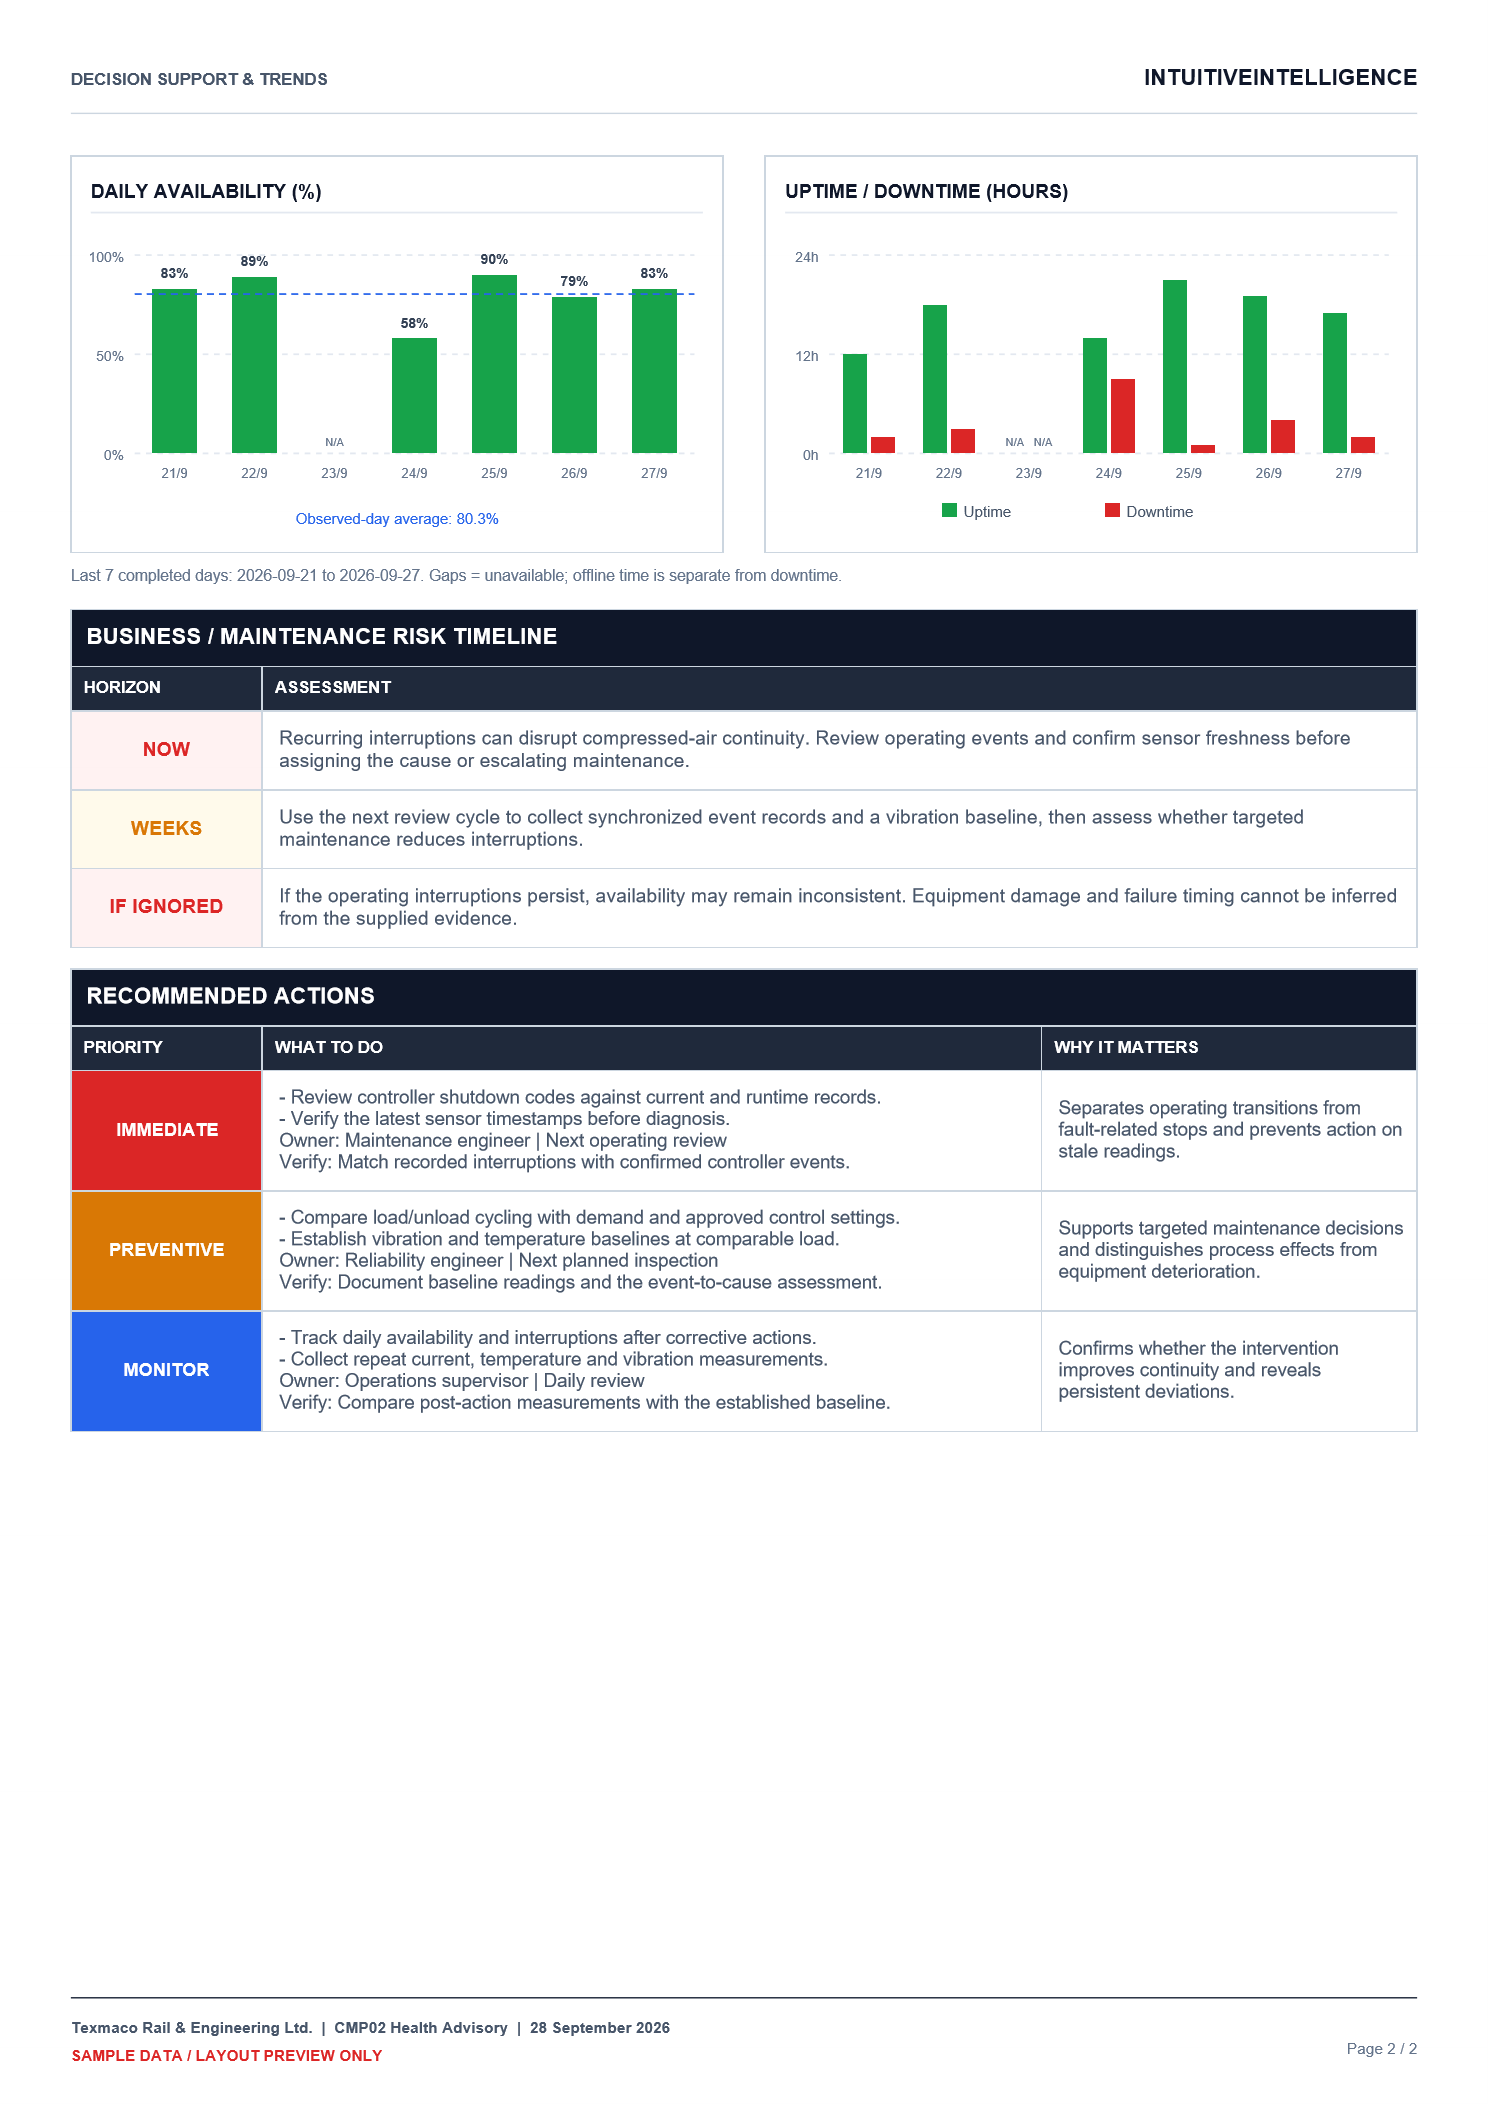 DECISION SUPPORT & TRENDS
INTUITIVEINTELLIGENCE
DAILY AVAILABILITY (%)
100%
50%
0%
83%
89%
N/A
58%
90%
79%
83%
21/9
22/9
23/9
24/9
25/9
26/9
27/9
Observed-day average: 80.3%
UPTIME / DOWNTIME (HOURS)
24h
12h
0h
N/A N/A
21/9
22/9
23/9
24/9
25/9
26/9
27/9
Uptime
Downtime
Last 7 completed days: 2026-09-21 to 2026-09-27. Gaps = unavailable; offline time is separate from downtime.
BUSINESS / MAINTENANCE RISK TIMELINE
HORIZON
ASSESSMENT
NOW
Recurring interruptions can disrupt compressed-air continuity. Review operating events and confirm sensor freshness before
assigning the cause or escalating maintenance.
WEEKS
Use the next review cycle to collect synchronized event records and a vibration baseline, then assess whether targeted
maintenance reduces interruptions.
IF IGNORED
If the operating interruptions persist, availability may remain inconsistent. Equipment damage and failure timing cannot be inferred
from the supplied evidence.
RECOMMENDED ACTIONS
PRIORITY
WHAT TO DO
WHY IT MATTERS
IMMEDIATE
- Review controller shutdown codes against current and runtime records.
- Verify the latest sensor timestamps before diagnosis.
Owner: Maintenance engineer | Next operating review
Verify: Match recorded interruptions with confirmed controller events.
Separates operating transitions from
fault-related stops and prevents action on
stale readings.
PREVENTIVE
- Compare load/unload cycling with demand and approved control settings.
- Establish vibration and temperature baselines at comparable load.
Owner: Reliability engineer | Next planned inspection
Verify: Document baseline readings and the event-to-cause assessment.
Supports targeted maintenance decisions
and distinguishes process effects from
equipment deterioration.
MONITOR
- Track daily availability and interruptions after corrective actions.
- Collect repeat current, temperature and vibration measurements.
Owner: Operations supervisor | Daily review
Verify: Compare post-action measurements with the established baseline.
Confirms whether the intervention
improves continuity and reveals
persistent deviations.
Texmaco Rail & Engineering Ltd. | CMP02 Health Advisory | 28 September 2026
SAMPLE DATA / LAYOUT PREVIEW ONLY
Page 2 / 2